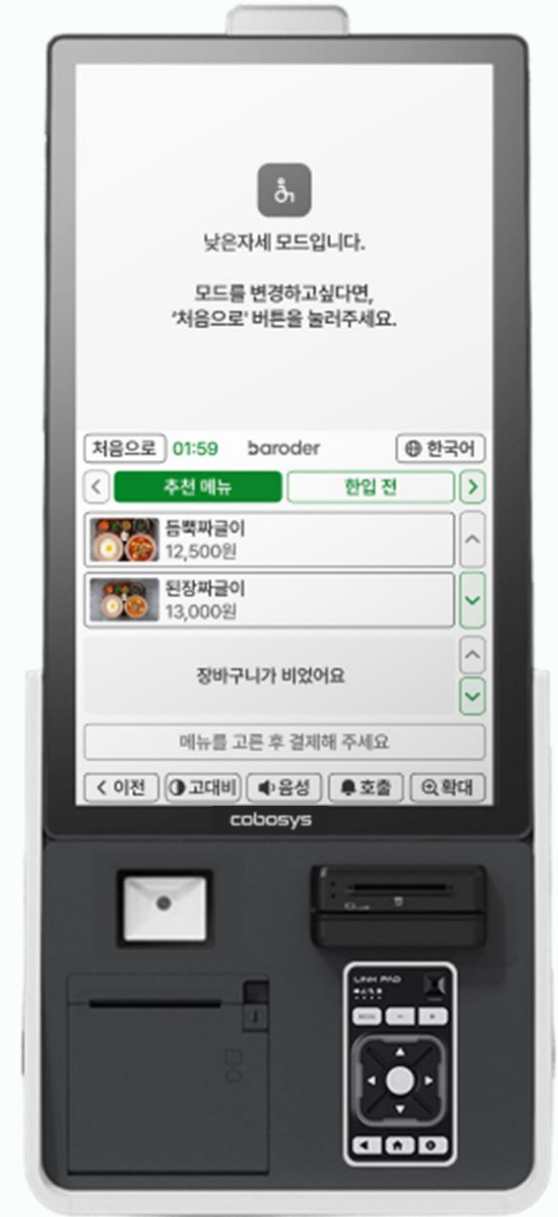 낮은자세 모드입니다.
모드를 변경하고싶다면,
'처음으로' 버튼을 눌러주세요.
처음으로 01:59 baroder 한국어
추천 메뉴 한입 전
듬뿍짜글이
12,500원
된장짜글이
13,000원
장바구니가 비었어요
메뉴를 고른 후 결제해 주세요
이전 고대비 음성 호출 확대
cobosys
LINK PAD